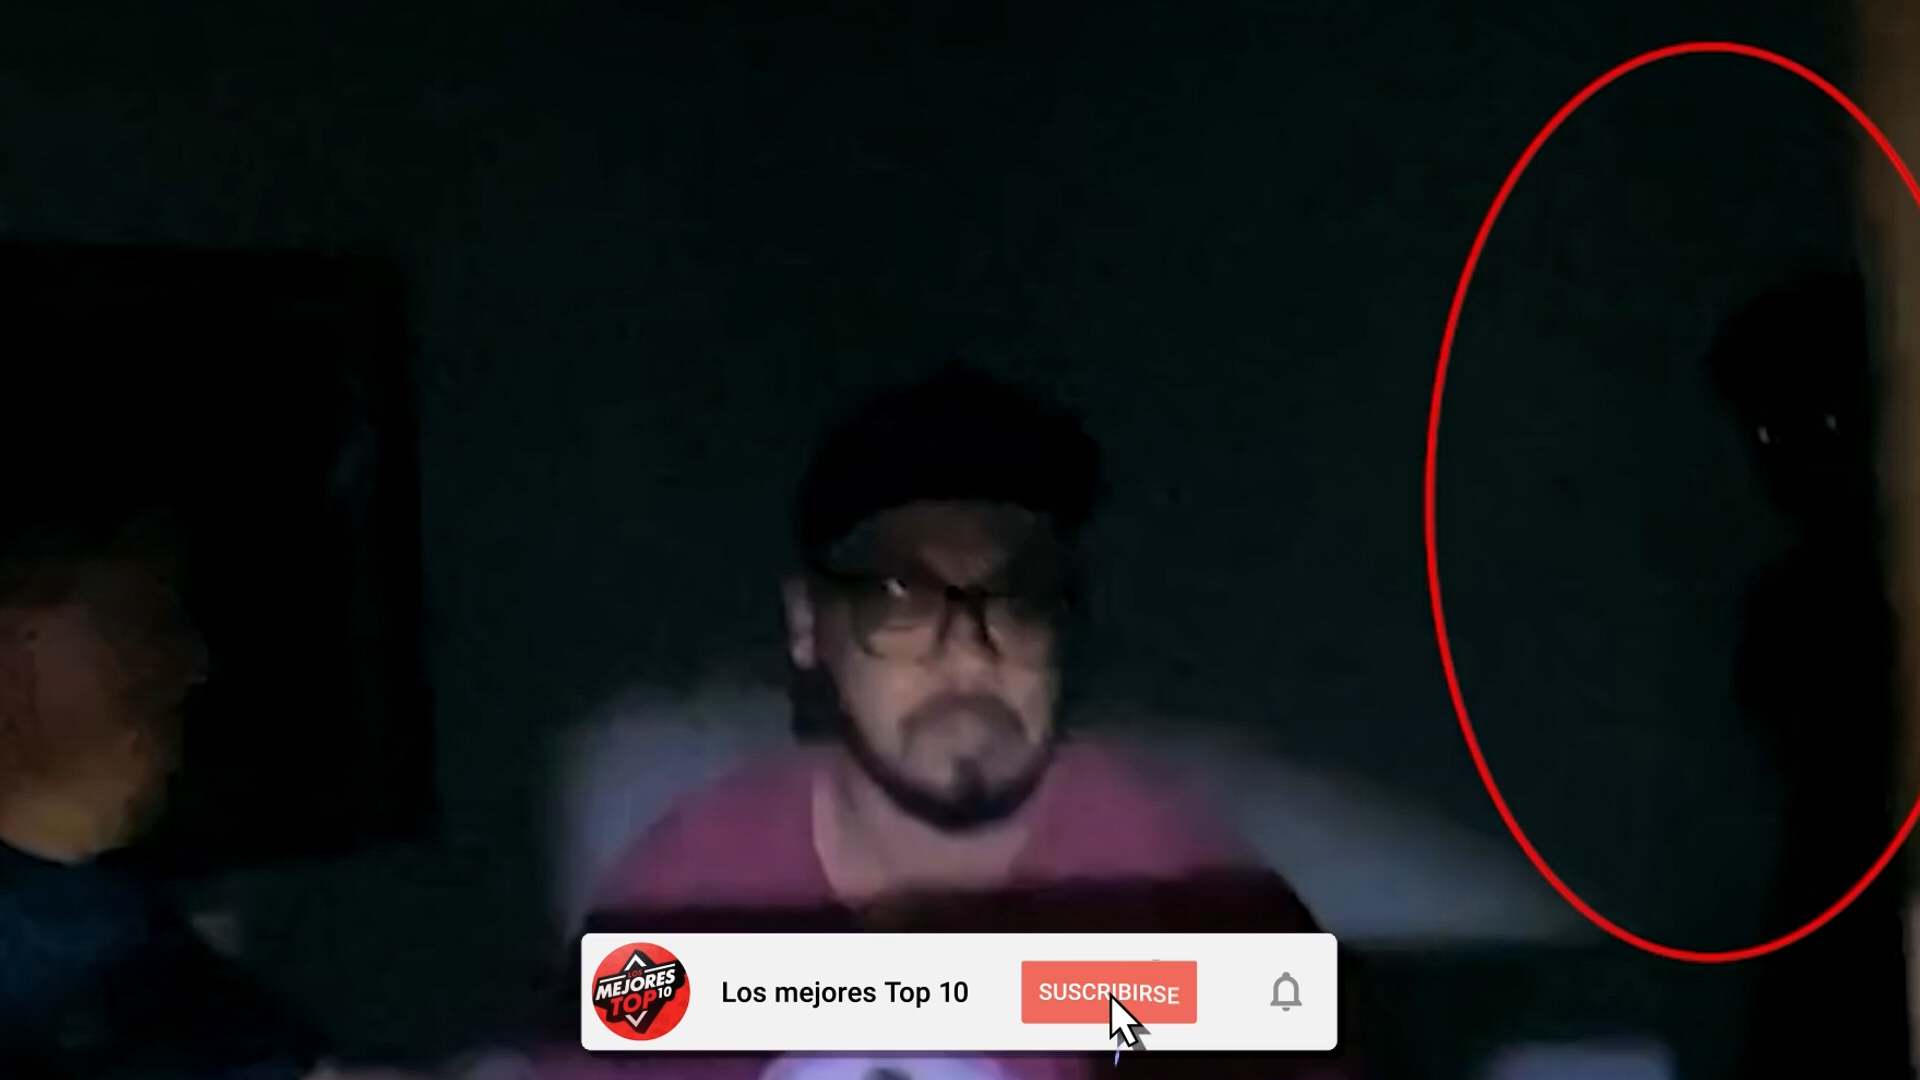 LOS
MEJORES
TOP 10
Los mejores Top 10
SUSCRIBIRSE